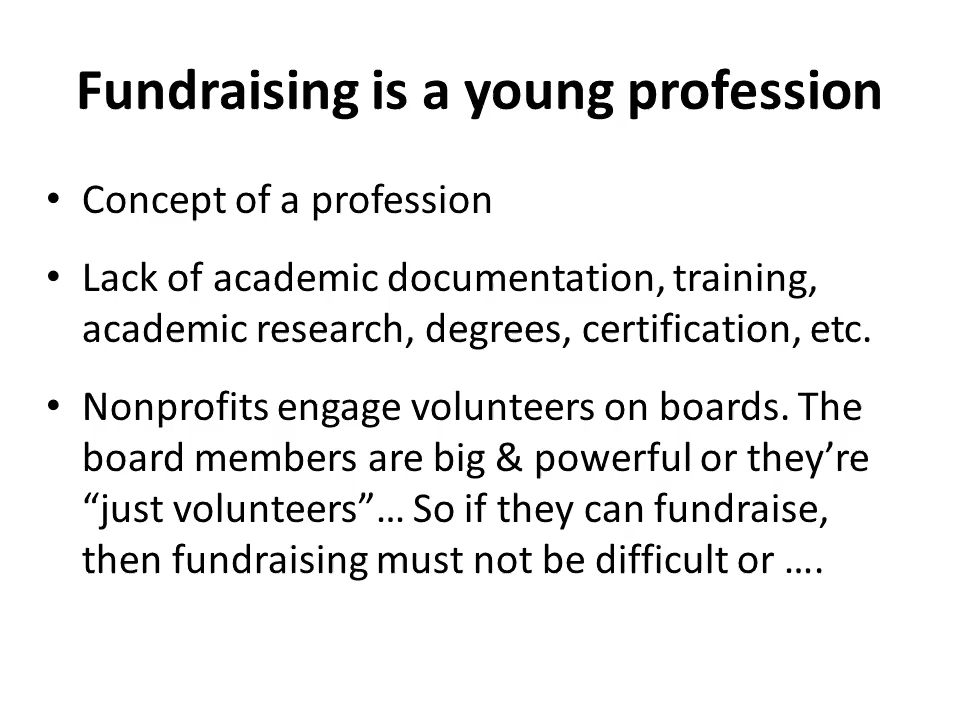 Fundraising is a young profession
• Concept of a profession
• Lack of academic documentation, training,
academic research, degrees, certification, etc.
• Nonprofits engage volunteers on boards. The
board members are big & powerful or they’re
“just volunteers”… So if they can fundraise,
then fundraising must not be difficult or ….